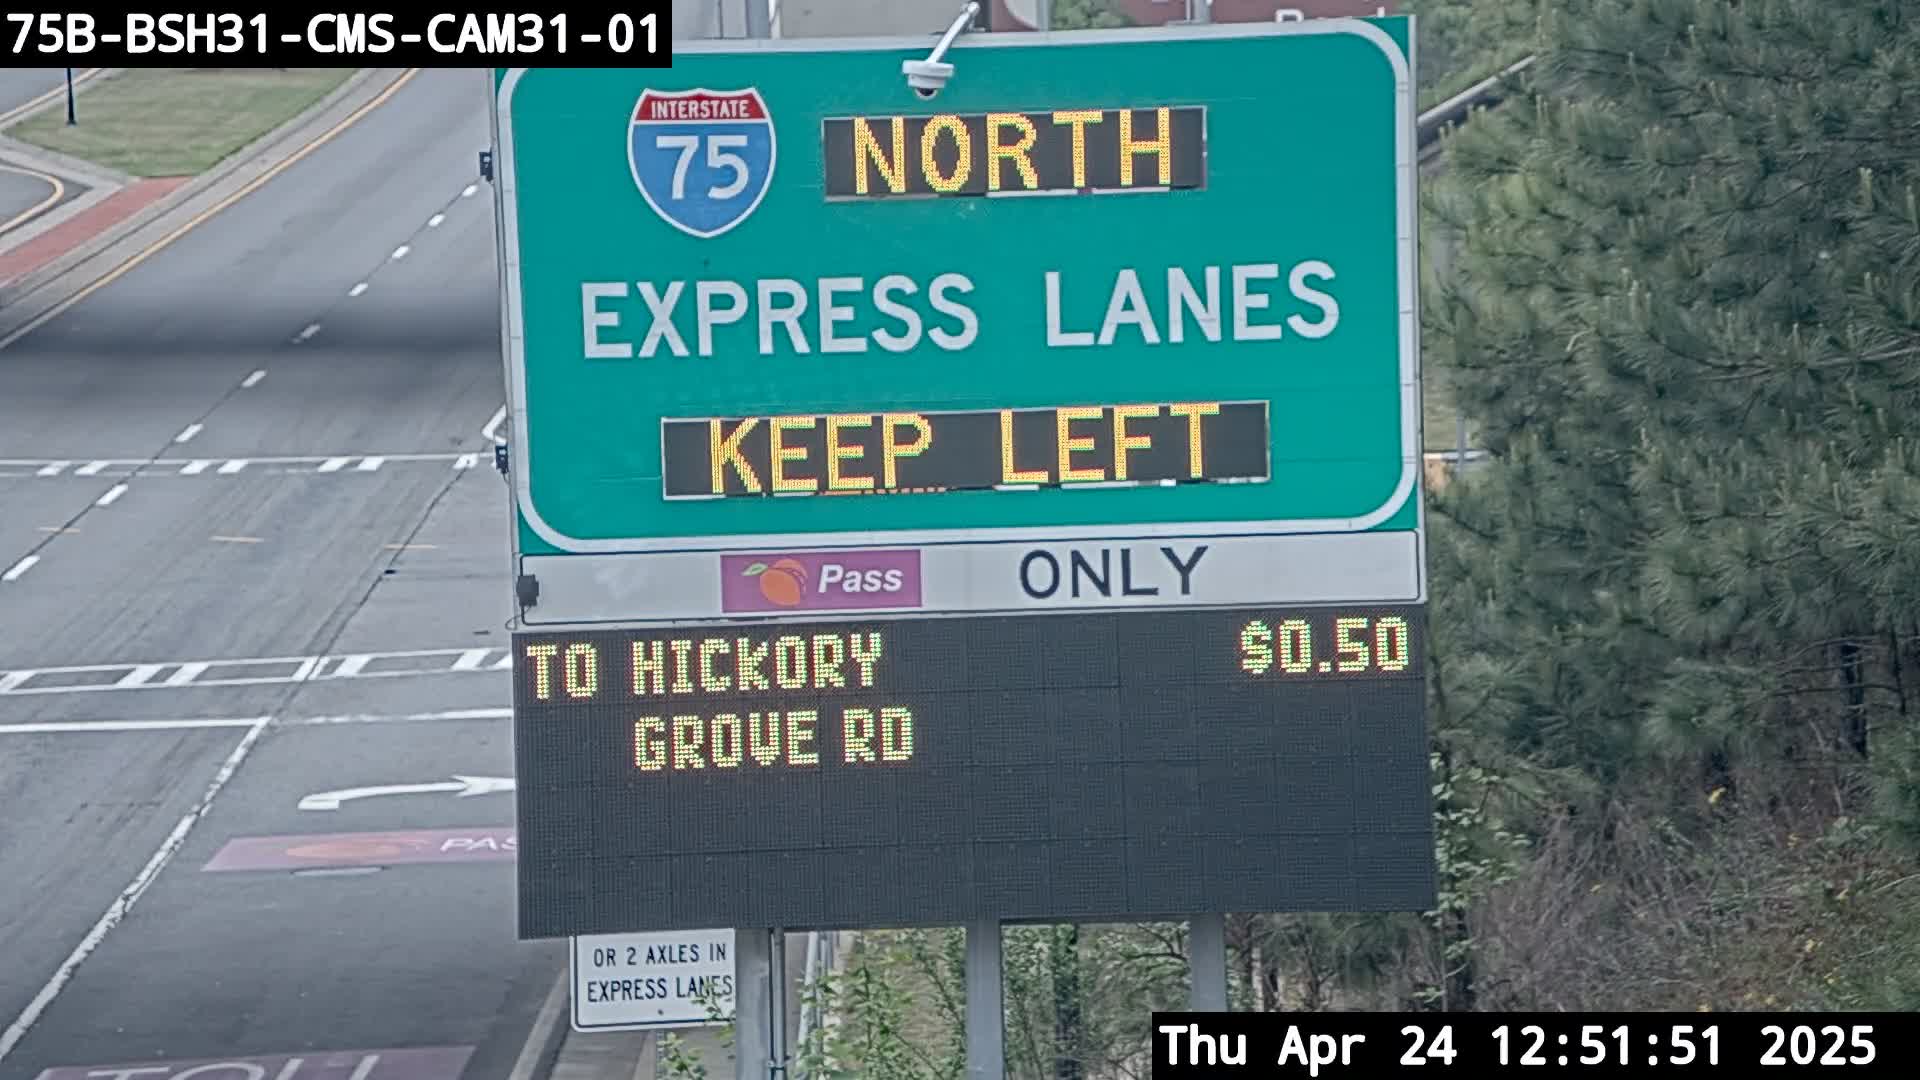 75B-BSH31-CMS-CAM31-01
INTERSTATE
75
NORTH
EXPRESS LANES
KEEP LEFT
Pass ONLY
TO HICKORY $0.50
GROVE RD
OR 2 AXLES IN
EXPRESS LANES
TOLL
Thu Apr 24 12:51:51 2025